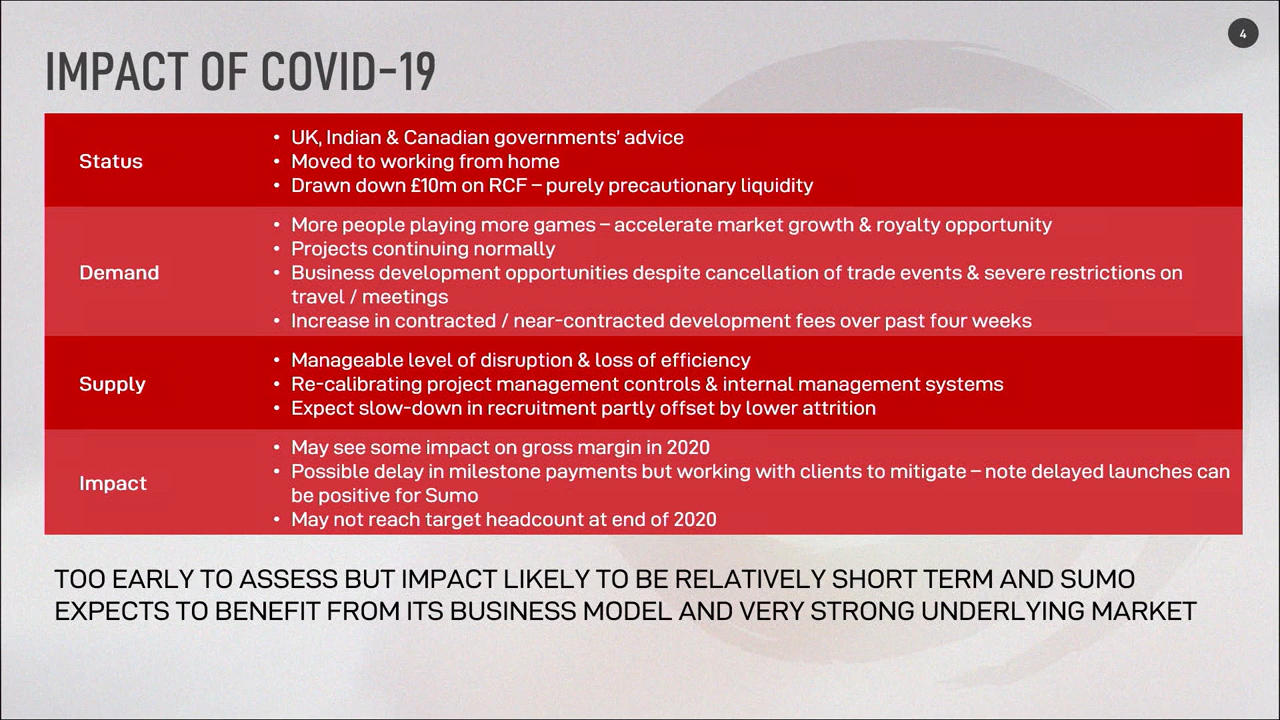 4
IMPACT OF COVID-19
Status
• UK, Indian & Canadian governments' advice
• Moved to working from home
• Drawn down £10m on RCF – purely precautionary liquidity
Demand
• More people playing more games – accelerate market growth & royalty opportunity
• Projects continuing normally
• Business development opportunities despite cancellation of trade events & severe restrictions on
travel / meetings
• Increase in contracted / near-contracted development fees over past four weeks
Supply
• Manageable level of disruption & loss of efficiency
• Re-calibrating project management controls & internal management systems
• Expect slow-down in recruitment partly offset by lower attrition
Impact
• May see some impact on gross margin in 2020
• Possible delay in milestone payments but working with clients to mitigate – note delayed launches can
be positive for Sumo
• May not reach target headcount at end of 2020
TOO EARLY TO ASSESS BUT IMPACT LIKELY TO BE RELATIVELY SHORT TERM AND SUMO
EXPECTS TO BENEFIT FROM ITS BUSINESS MODEL AND VERY STRONG UNDERLYING MARKET